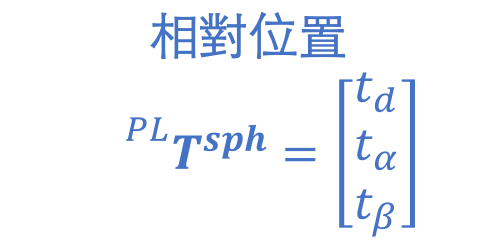 相對位置
^{PL}T^{sph} = [t_d
t_α
t_β]